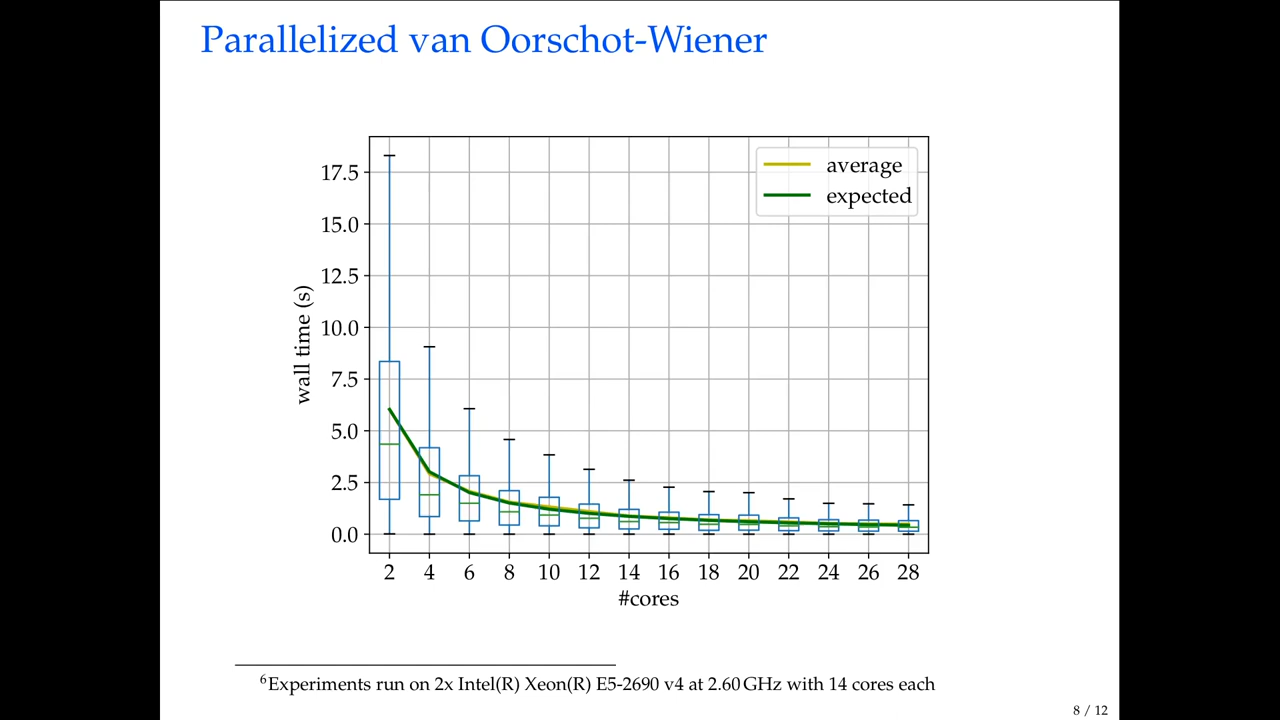 Parallelized van Oorschot-Wiener
average
expected
17.5
15.0
12.5
10.0
7.5
5.0
2.5
0.0
wall time (s)
2 4 6 8 10 12 14 16 18 20 22 24 26 28
#cores
6Experiments run on 2x Intel(R) Xeon(R) E5-2690 v4 at 2.60 GHz with 14 cores each
8 / 12